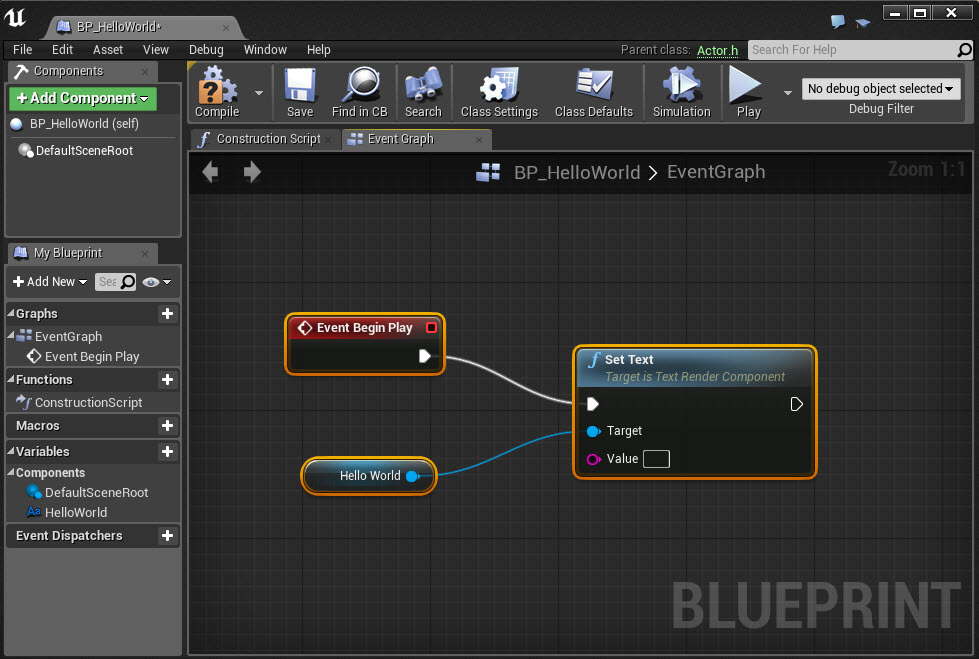 BP_HelloWorld*
File Edit Asset View Debug Window Help
Parent class: Actor.h Search For Help
Components
+ Add Component
BP_HelloWorld (self)
DefaultSceneRoot
Compile Save Find in CB Search Class Settings Class Defaults Simulation Play
No debug object selected
Debug Filter
Construction Script Event Graph
BP_HelloWorld > EventGraph
Zoom 1:1
My Blueprint
+ Add New
Graphs +
EventGraph
Event Begin Play
Functions +
ConstructionScript
Macros +
Variables +
Components
DefaultSceneRoot
Aa HelloWorld
Event Dispatchers +
Event Begin Play
f Set Text
Target is Text Render Component
Target
Value
Hello World
BLUEPRINT